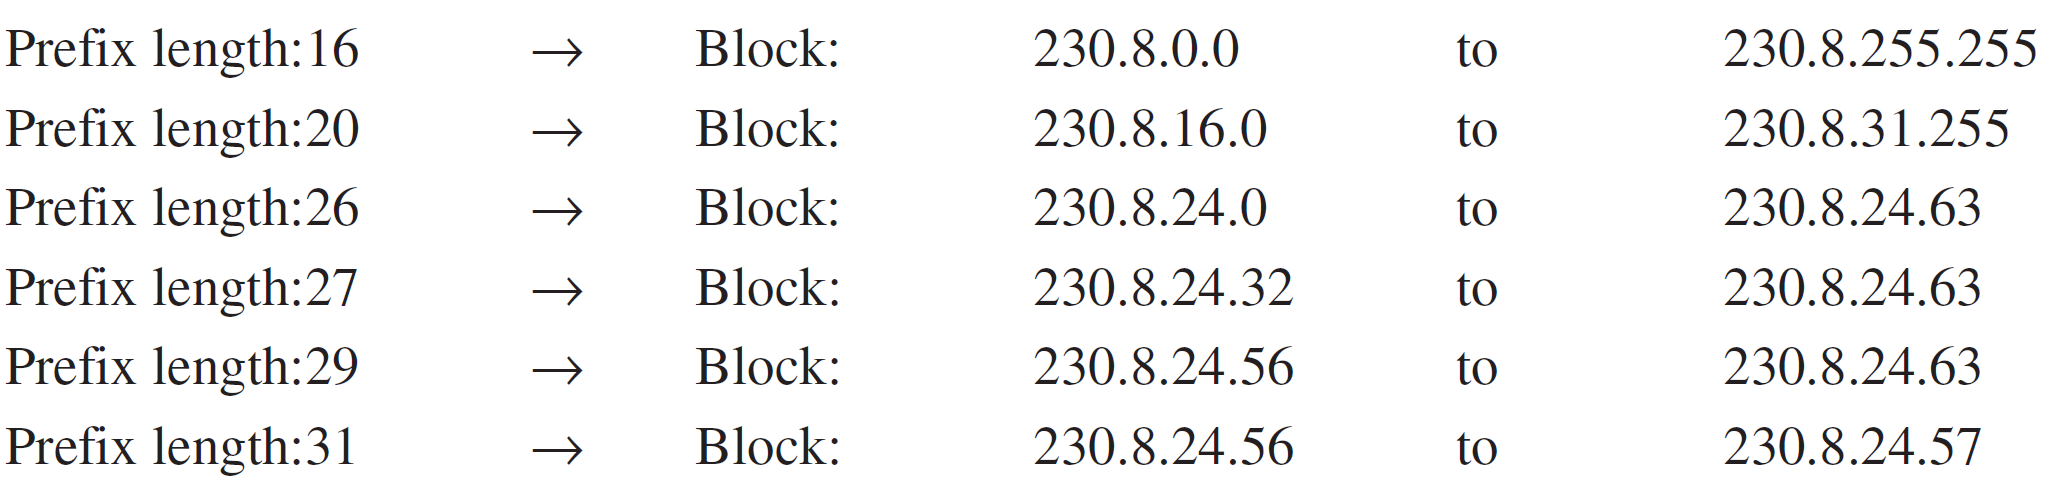 Prefix length:16 → Block: 230.8.0.0 to 230.8.255.255
Prefix length:20 → Block: 230.8.16.0 to 230.8.31.255
Prefix length:26 → Block: 230.8.24.0 to 230.8.24.63
Prefix length:27 → Block: 230.8.24.32 to 230.8.24.63
Prefix length:29 → Block: 230.8.24.56 to 230.8.24.63
Prefix length:31 → Block: 230.8.24.56 to 230.8.24.57